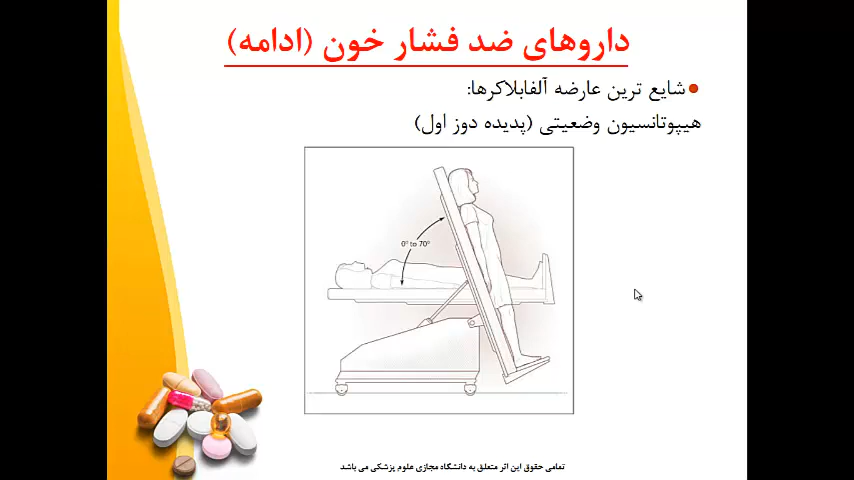 داروهای ضد فشار خون (ادامه)
شایع ترین عارضه آلفابلاکرها:
هیپوتانسیون وضعیتی (پدیده دوز اول)
0° to 70°
تمامی حقوق این اثر متعلق به دانشگاه مجازی علوم پزشکی می باشد